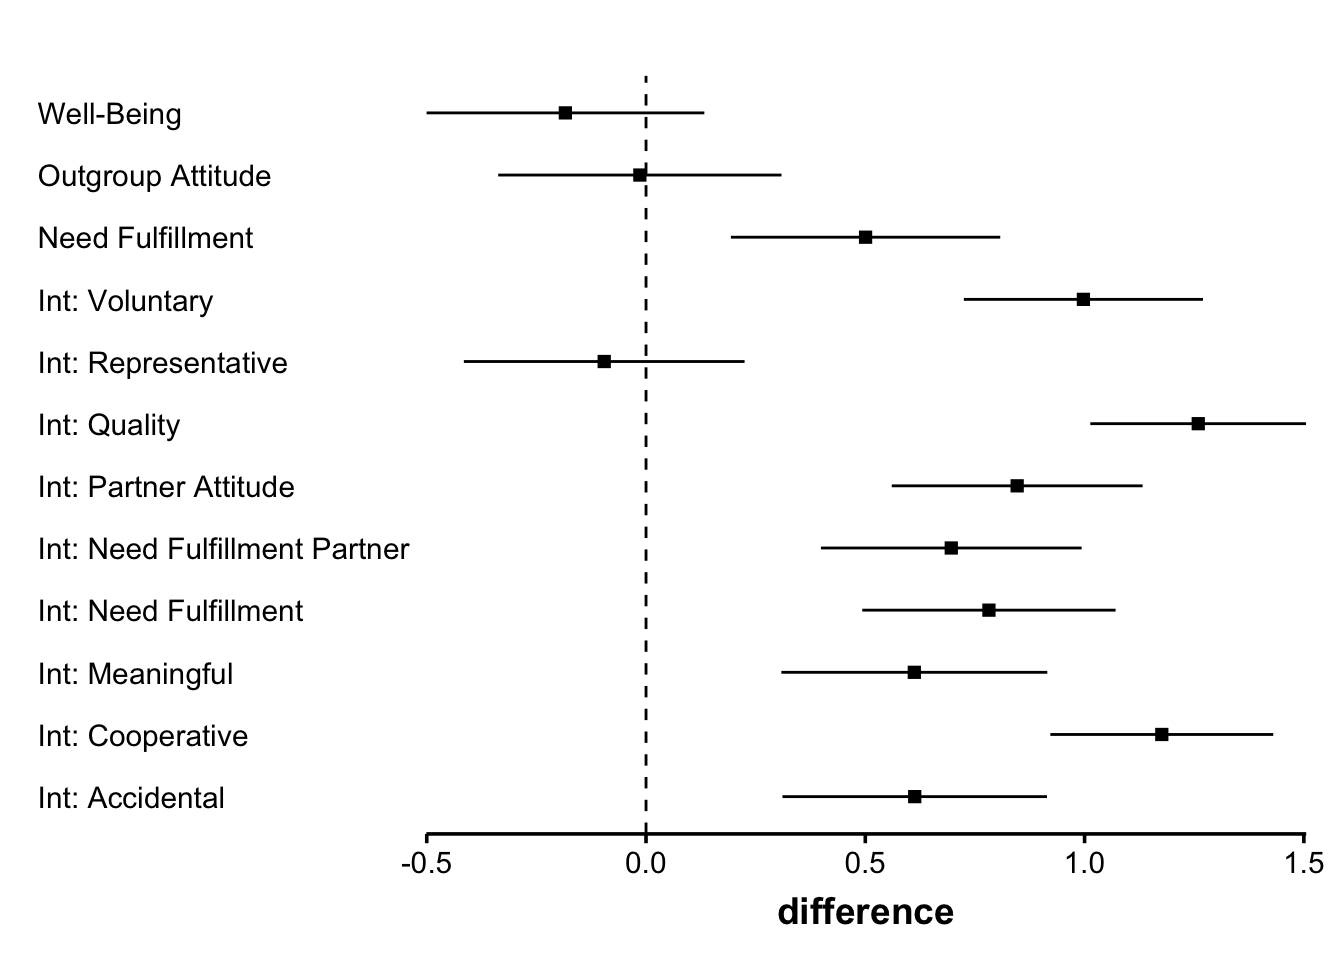 Well-Being
Outgroup Attitude
Need Fulfillment
Int: Voluntary
Int: Representative
Int: Quality
Int: Partner Attitude
Int: Need Fulfillment Partner
Int: Need Fulfillment
Int: Meaningful
Int: Cooperative
Int: Accidental
-0.5 0.0 0.5 1.0 1.5
difference